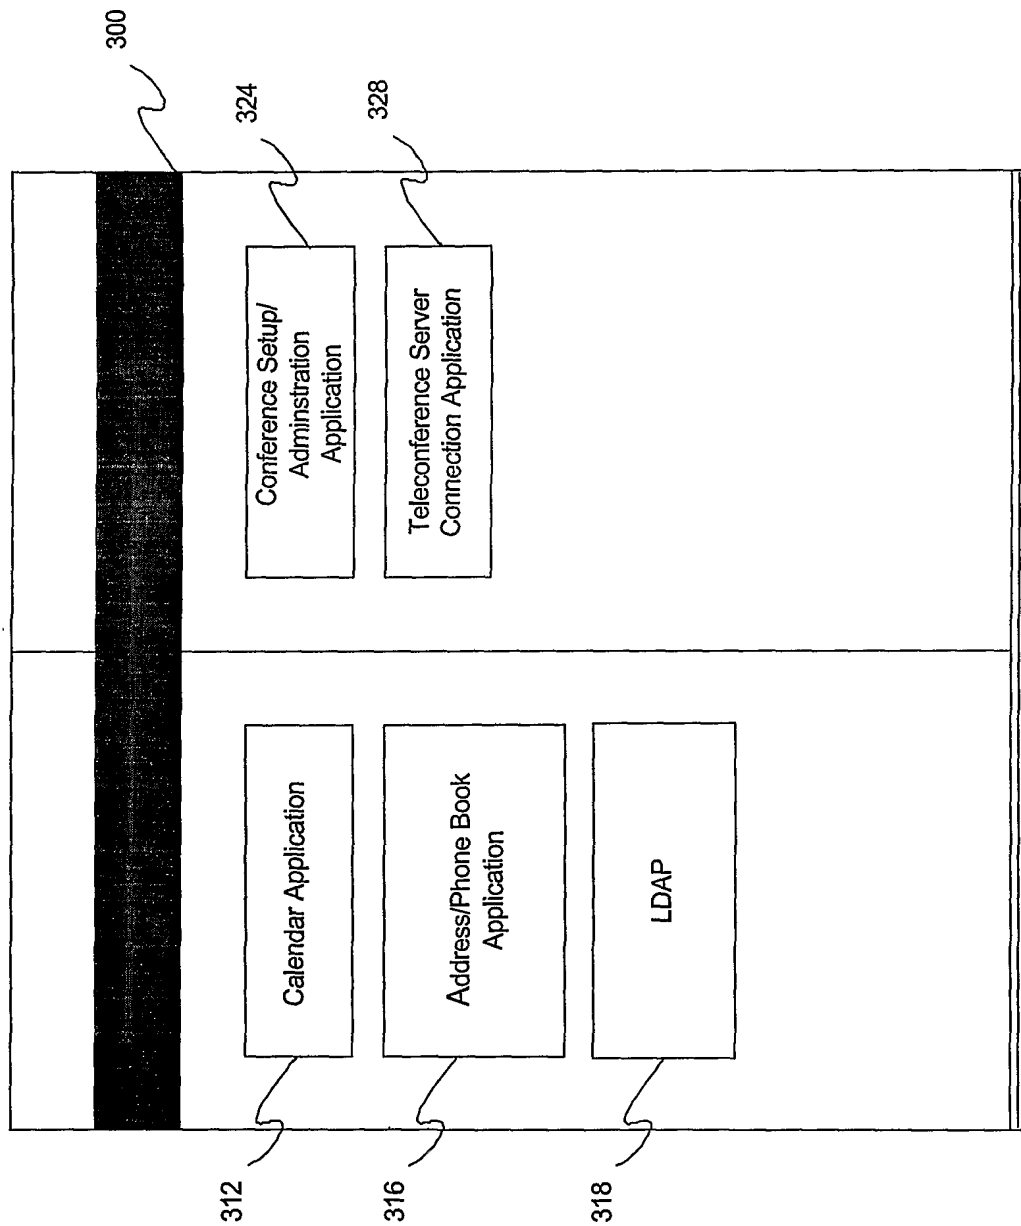 300
312
Calendar Application
316
Address/Phone Book
Application
318
LDAP
324
Conference Setup/
Adminstration
Application
328
Teleconference Server
Connection Application